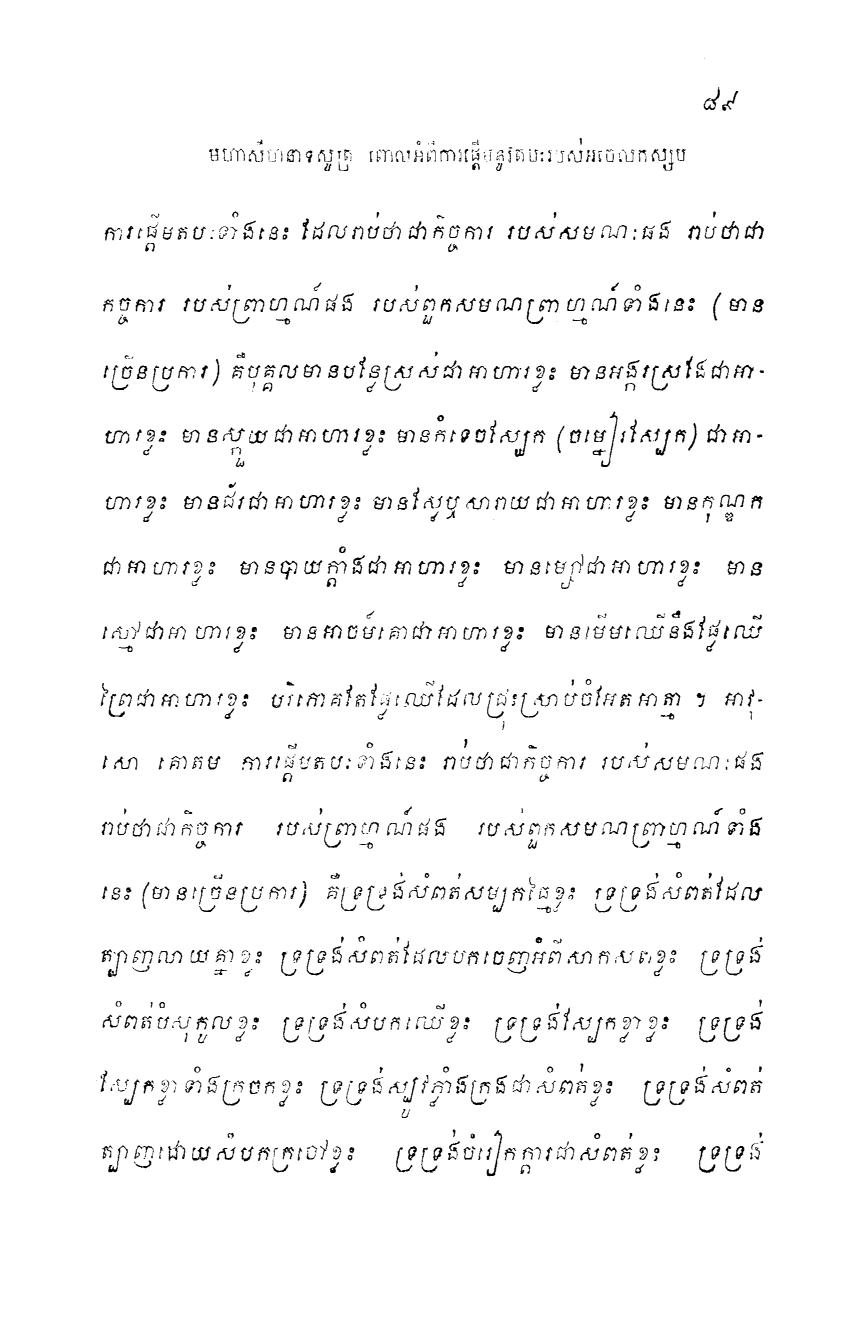 ៨៩
មហាសីហនាទសូត្រ ពោលអំពីការផ្តើមនូវតបៈរបស់អចេលកស្សប
ការផ្តើមតបៈទាំងនេះ ដែលរាប់ថាជាកិច្ចការ របស់សមណៈផង រាប់ថាជា
កច្ចការ របស់ព្រាហ្មណ៍ផង របស់ពួកសមណព្រាហ្មណ៍ទាំងនេះ (មាន
ច្រើនប្រការ) គឺបុគ្គលមានបន្លែស្រស់ជាអាហារខ្លះ មានអង្ករស្រងែជាអា-
ហារខ្លះ មានស្កួយជាអាហារខ្លះ មានកំទេចស្បែក (ចម្នៀរស្បែក) ជាអា-
ហារខ្លះ មានជ័រជាអាហារខ្លះ មានស្លែឬសារាយជាអាហារខ្លះ មានកុណ្ឌក
ជាអាហារខ្លះ មានបាយក្តាំងជាអាហារខ្លះ មានម្សៅជាអាហារខ្លះ មាន
ស្មៅជាអាហារខ្លះ មានអាចម៍គោជាអាហារខ្លះ មានមើមឈើនឹងផ្លែឈើ
ព្រៃជាអាហារខ្លះ បរិភោគតែផ្លែឈើដែលជ្រុះស្រាប់ចំអែតអាត្មា ។ អាវុ-
សោ គោតម ការផ្តើមតបៈទាំងនេះ រាប់ថាជាកិច្ចការ របស់សមណៈផង
រាប់ថាជាកិច្ចការ របស់ព្រាហ្មណ៍ផង របស់ពួកសមណព្រាហ្មណ៍ទាំង
នេះ (មានច្រើនប្រការ) គឺទ្រទ្រង់សំពត់សម្បកធ្មៃខ្លះ ទ្រទ្រង់សំពត់ដែល
ត្បាញលាយគ្នាខ្លះ ទ្រទ្រង់សំពត់ដែលបកចេញអំពីសាកសពខ្លះ ទ្រទ្រង់
សំពត់បំសុកូលខ្លះ ទ្រទ្រង់សំបកឈើខ្លះ ទ្រទ្រង់ស្បែកខ្លាខ្លះ ទ្រទ្រង់
ស្បែកខ្លាទាំងក្រចកខ្លះ ទ្រទ្រង់ស្បូវភ្លាំងក្រងជាសំពត់ខ្លះ ទ្រទ្រង់សំពត់
ត្បាញដោយសំបកក្រចៅខ្លះ ទ្រទ្រង់ចំរៀកក្តារជាសំពត់ខ្លះ ទ្រទ្រង់